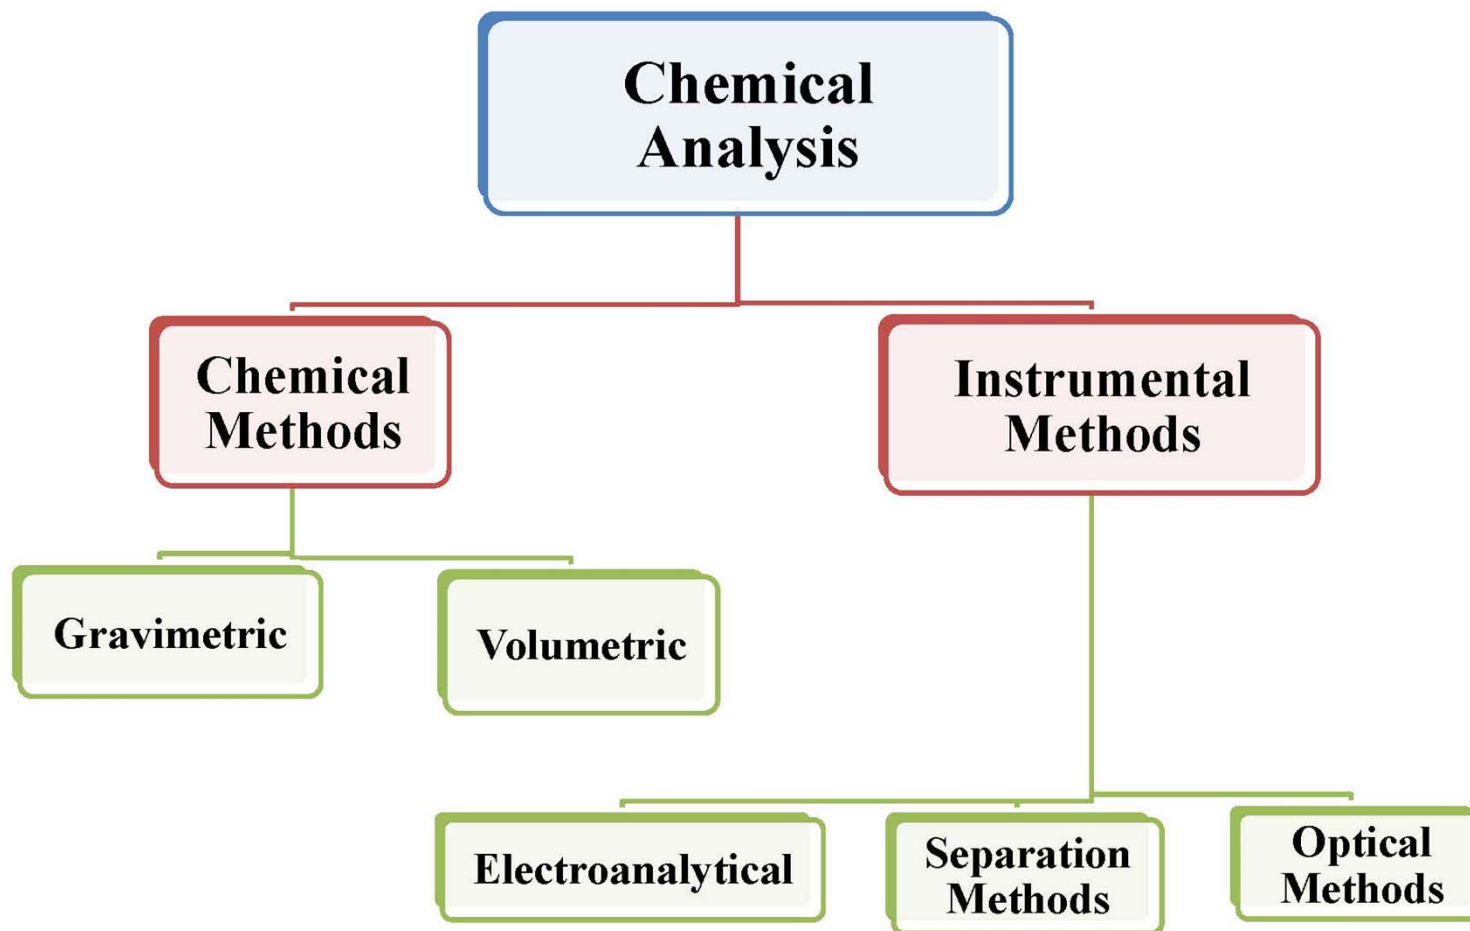 Chemical
Analysis
Chemical
Methods
Instrumental
Methods
Gravimetric
Volumetric
Electroanalytical
Separation
Methods
Optical
Methods